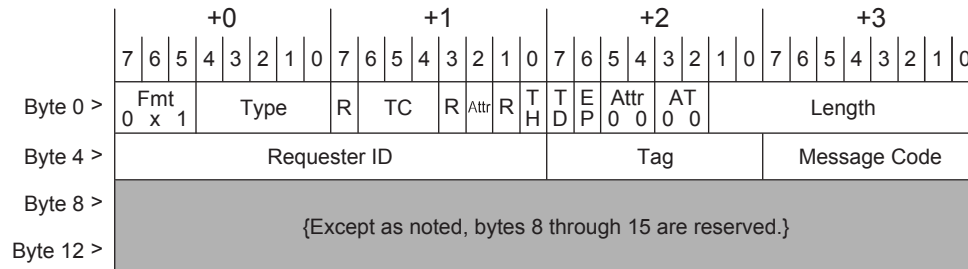 +0 +1 +2 +3
7 6 5 4 3 2 1 0 7 6 5 4 3 2 1 0 7 6 5 4 3 2 1 0 7 6 5 4 3 2 1 0
Byte 0 > Fmt 0 x 1 Type R TC R Attr R TH TD EP Attr 0 0 AT 0 0 Length
Byte 4 > Requester ID Tag Message Code
Byte 8 >
{Except as noted, bytes 8 through 15 are reserved.}
Byte 12 >